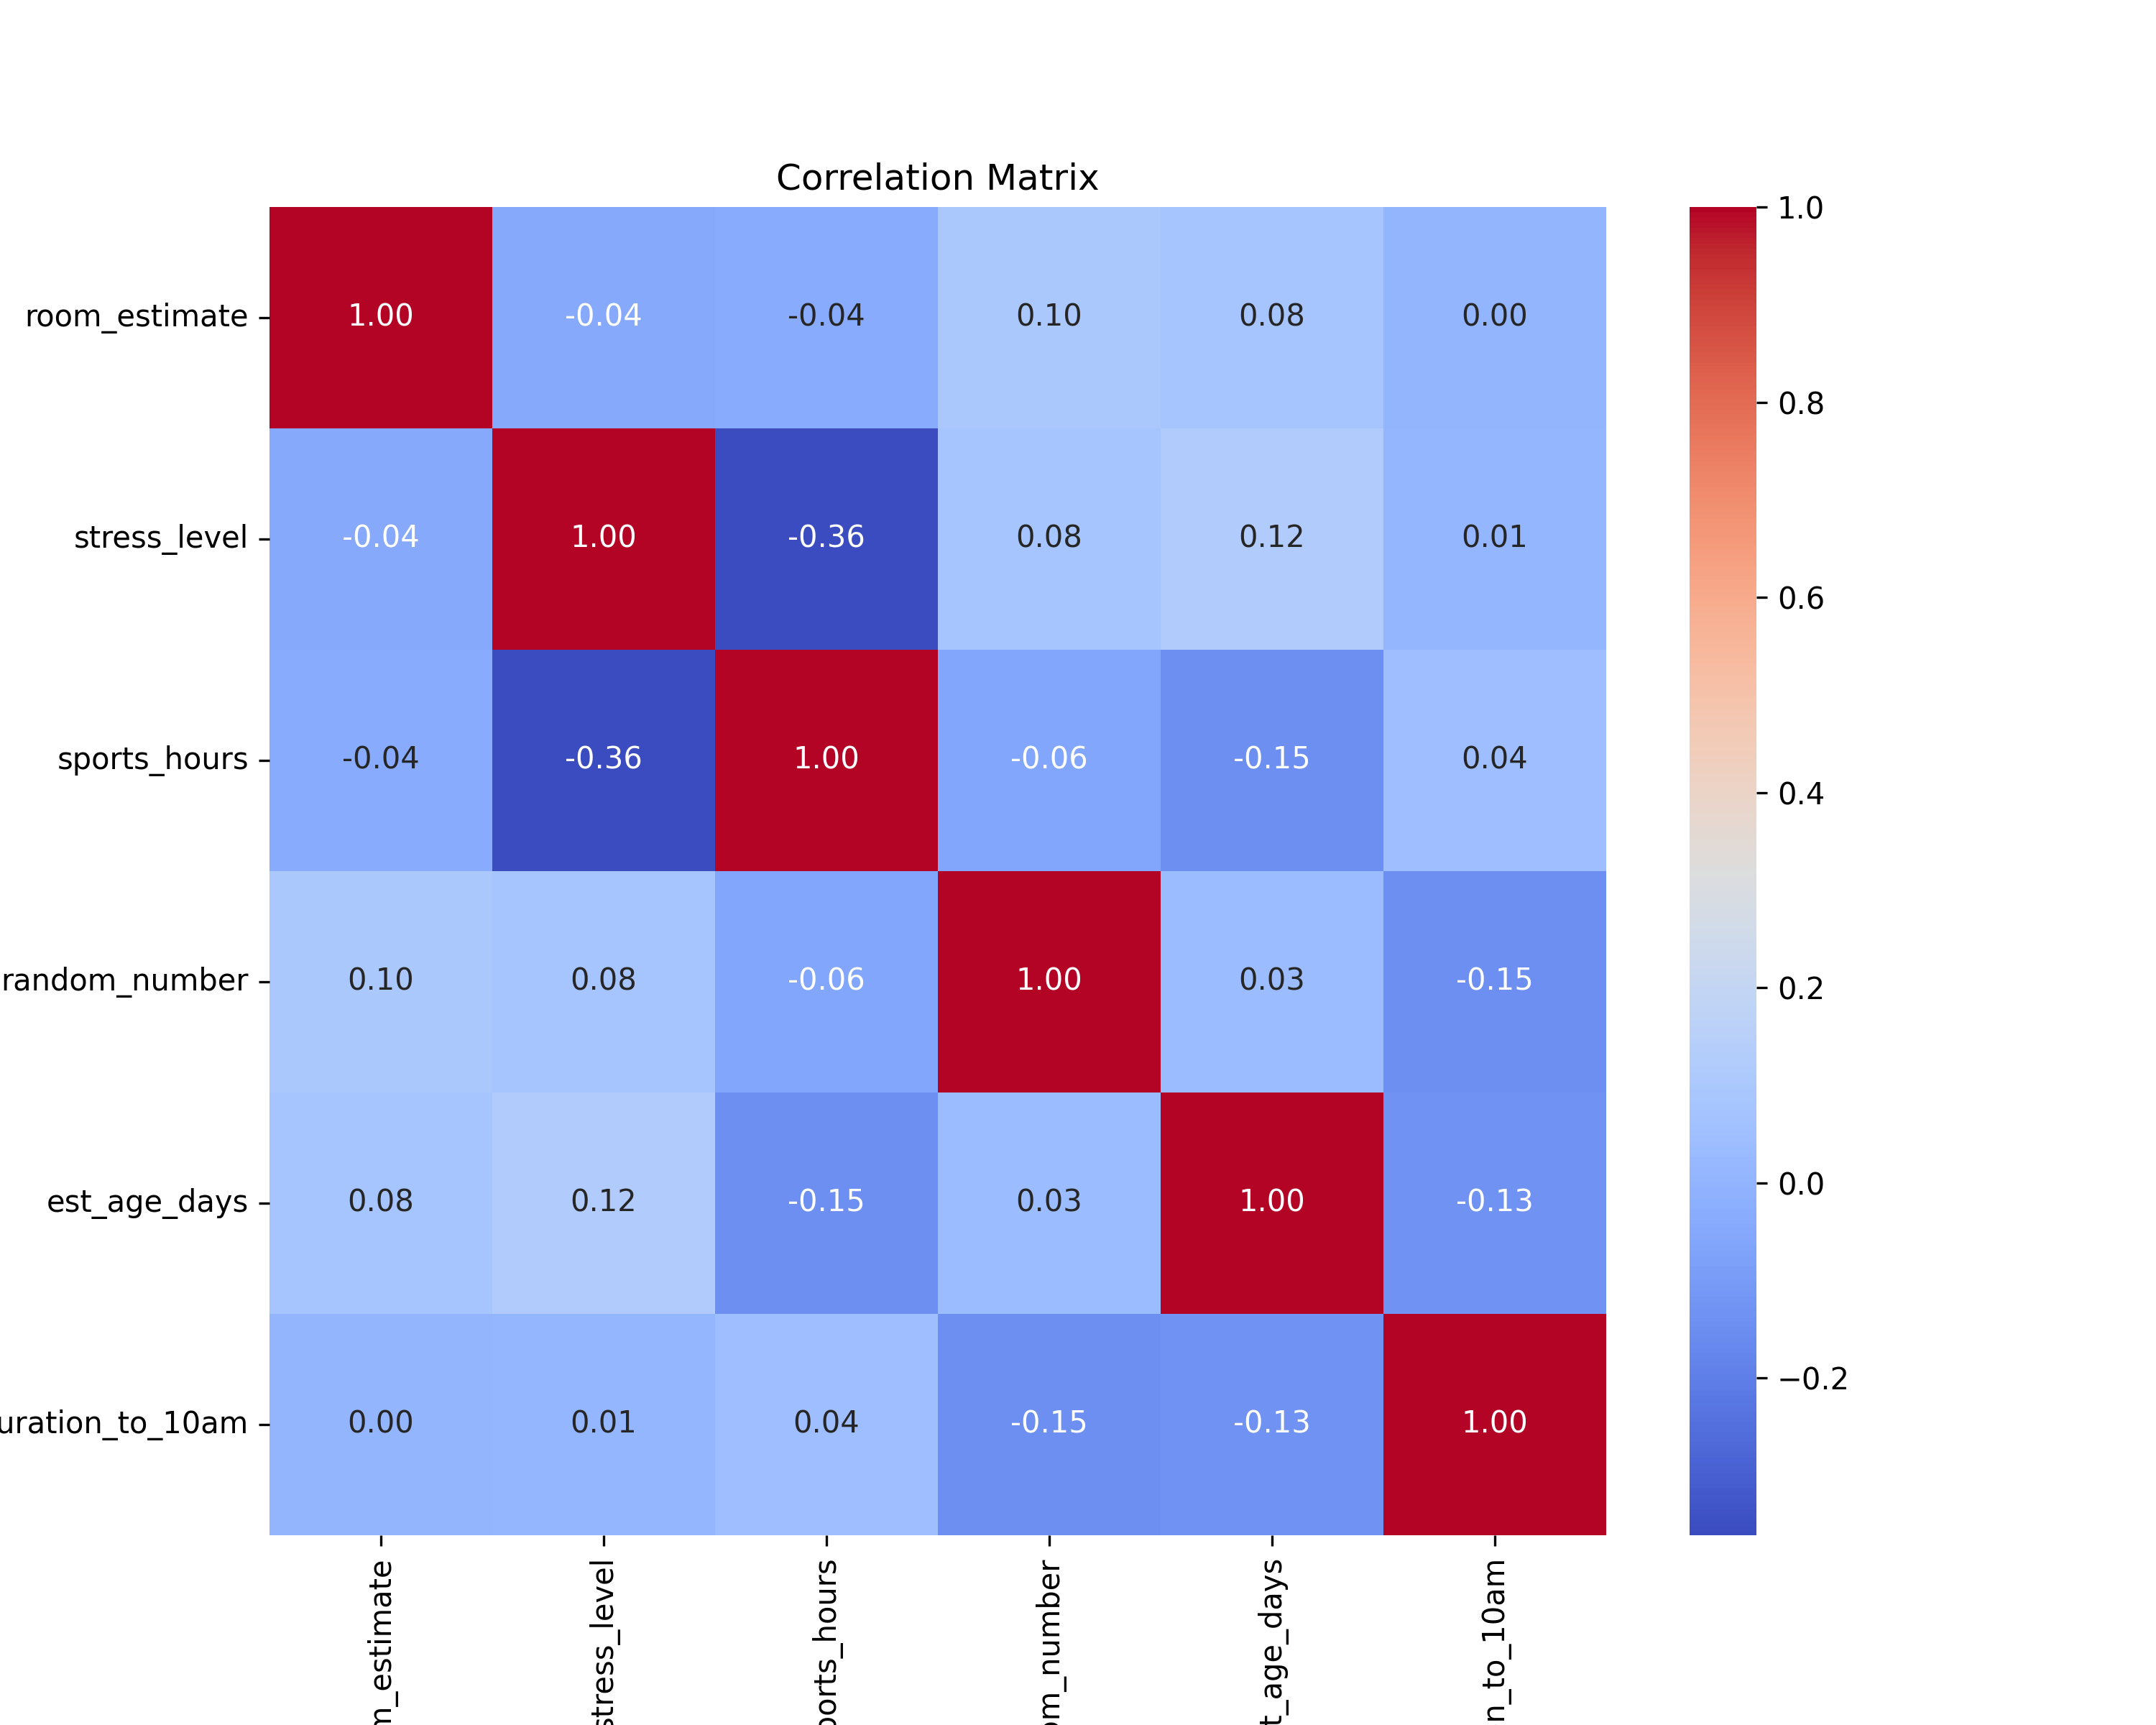 Correlation Matrix
room_estimate 1.00 -0.04 -0.04 0.10 0.08 0.00
stress_level -0.04 1.00 -0.36 0.08 0.12 0.01
sports_hours -0.04 -0.36 1.00 -0.06 -0.15 0.04
random_number 0.10 0.08 -0.06 1.00 0.03 -0.15
est_age_days 0.08 0.12 -0.15 0.03 1.00 -0.13
uration_to_10am 0.00 0.01 0.04 -0.15 -0.13 1.00
m_estimate
stress_level
ports_hours
om_number
t_age_days
n_to_10am
1.0
0.8
0.6
0.4
0.2
0.0
−0.2